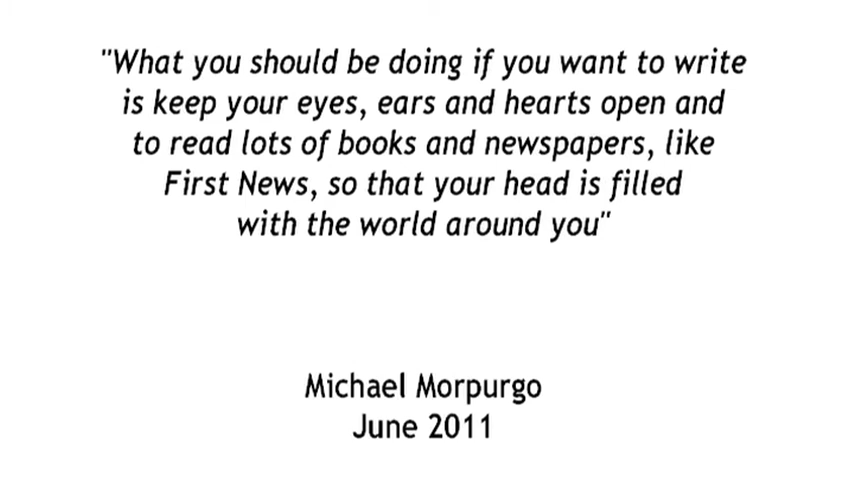 "What you should be doing if you want to write
is keep your eyes, ears and hearts open and
to read lots of books and newspapers, like
First News, so that your head is filled
with the world around you"
Michael Morpurgo
June 2011